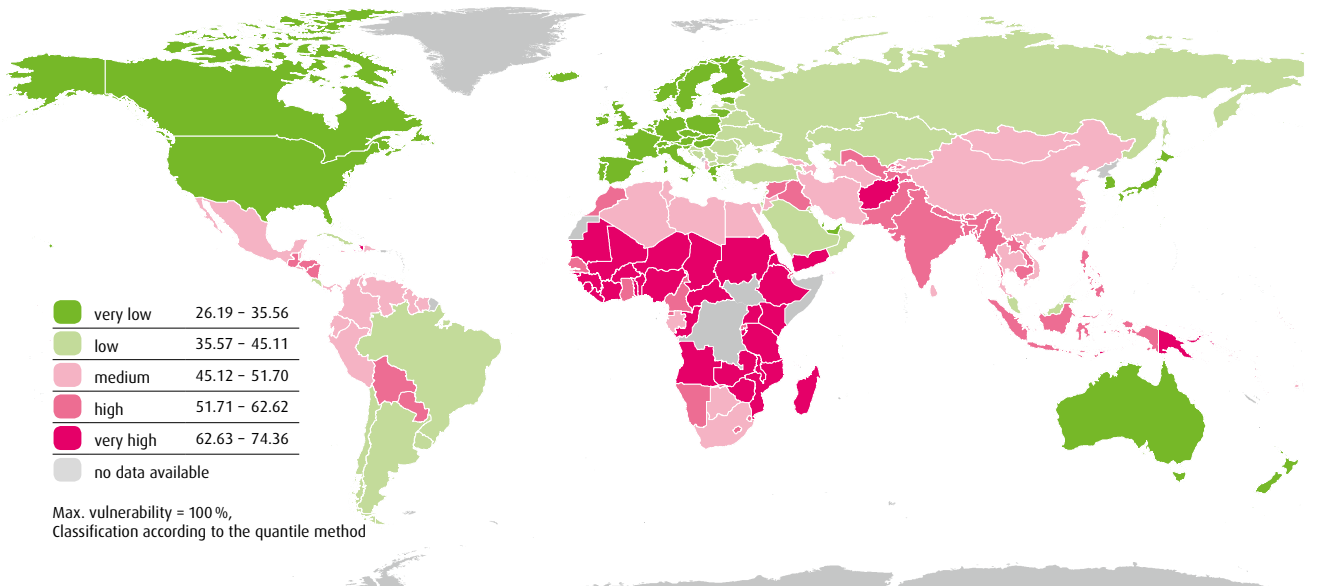 very low 26.19 – 35.56
low 35.57 – 45.11
medium 45.12 – 51.70
high 51.71 – 62.62
very high 62.63 – 74.36
no data available
Max. vulnerability = 100 %,
Classification according to the quantile method